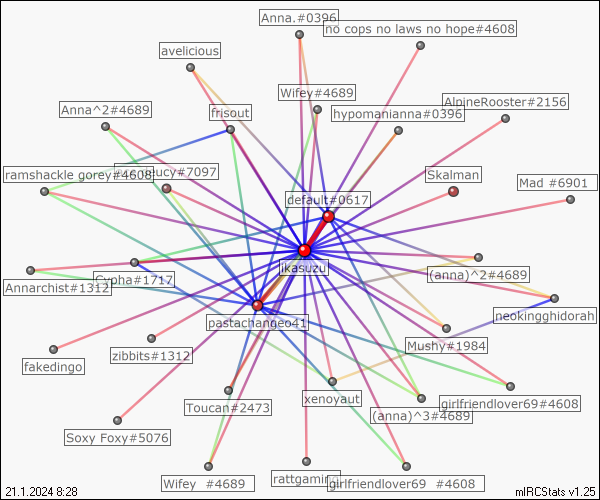 Anna.#0396
no cops no laws no hope#4608
avelicious
Wifey#4689
AlpineRooster#2156
Anna^2#4689
frisout
hypomanianna#0396
ramshackle gorey#4608
#7097
Skalman
Mad #6901
default#0617
ikasuzu
(anna)^2#4689
Annarchist#1312
Cypha#1717
neokingghidorah
pastachangeo41
Mushy#1984
zibbits#1312
fakedingo
Toucan#2473
xenoyaut
(anna)^3#4689
girlfriendlover69#4608
Soxy Foxy#5076
Wifey #4689
rattgamin
girlfriendlover69 #4608
21.1.2024 8:28
mIRCStats v1.25